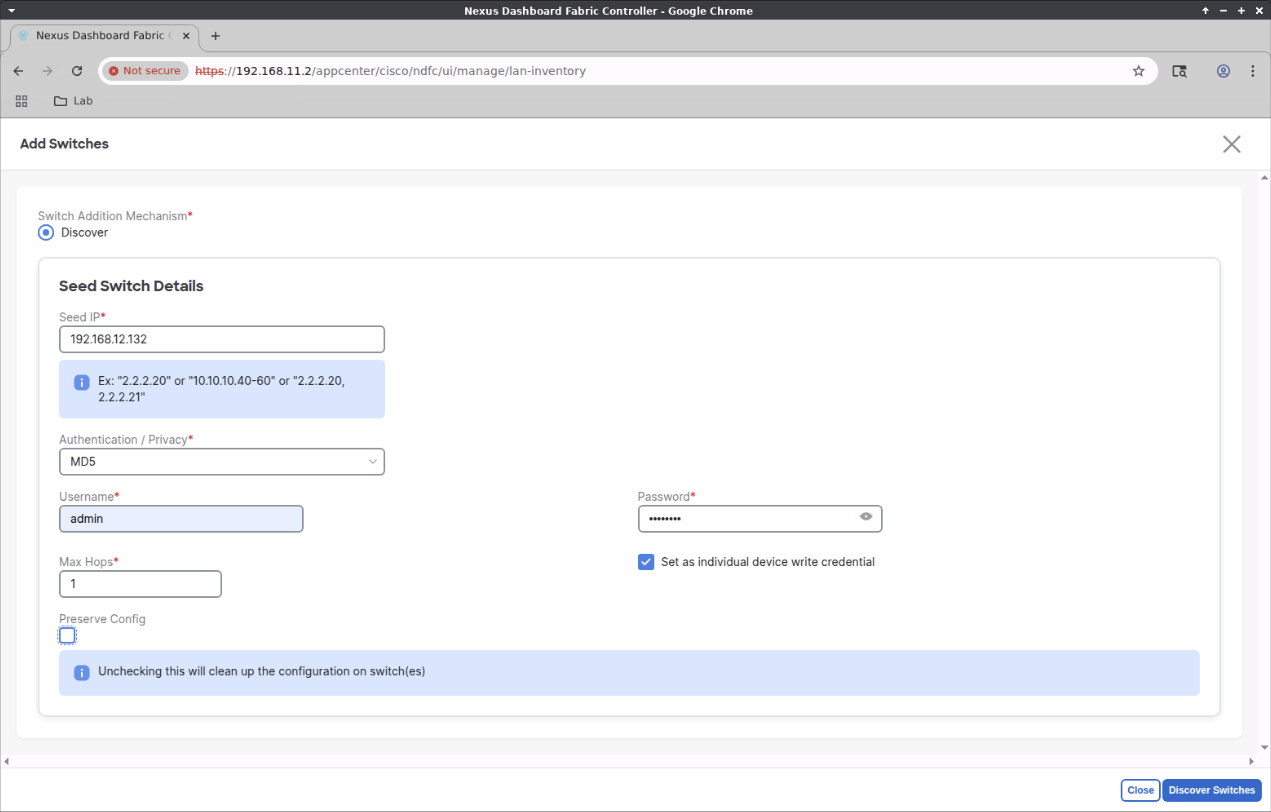 Nexus Dashboard Fabric Controller - Google Chrome
Nexus Dashboard Fabric
Not secure https://192.168.11.2/appcenter/cisco/ndfc/ui/manage/lan-inventory
Lab
Add Switches
Switch Addition Mechanism*
Discover
Seed Switch Details
Seed IP*
192.168.12.132
Ex: "2.2.2.20" or "10.10.10.40-60" or "2.2.2.20,
2.2.2.21"
Authentication / Privacy*
MD5
Username*
Password*
admin
••••••••
Max Hops*
Set as individual device write credential
1
Preserve Config
Unchecking this will clean up the configuration on switch(es)
Close
Discover Switches